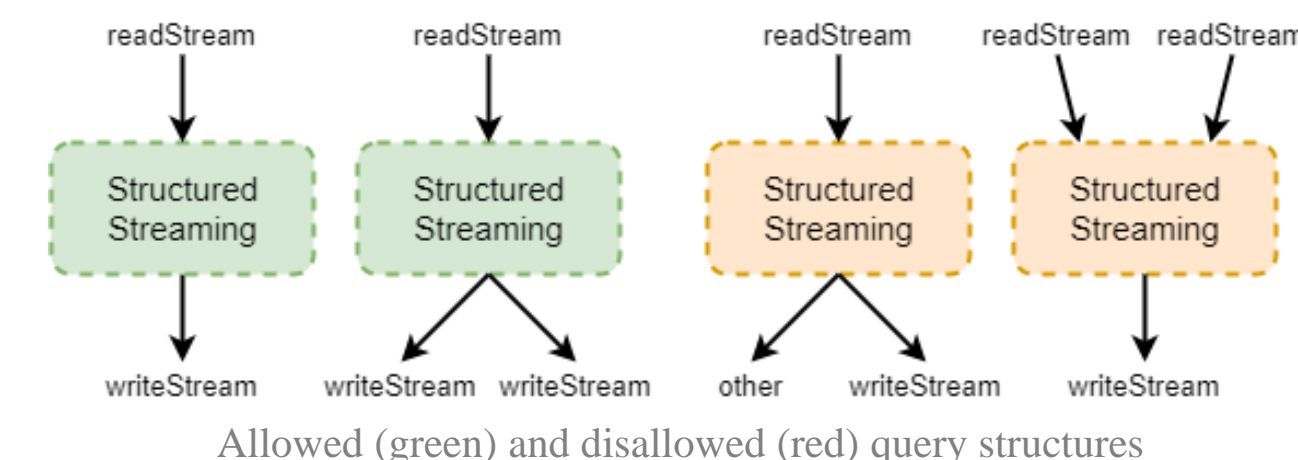 readStream readStream readStream readStream readStream
Structured Structured Structured Structured
Streaming Streaming Streaming Streaming
writeStream writeStream writeStream other writeStream writeStream
Allowed (green) and disallowed (red) query structures